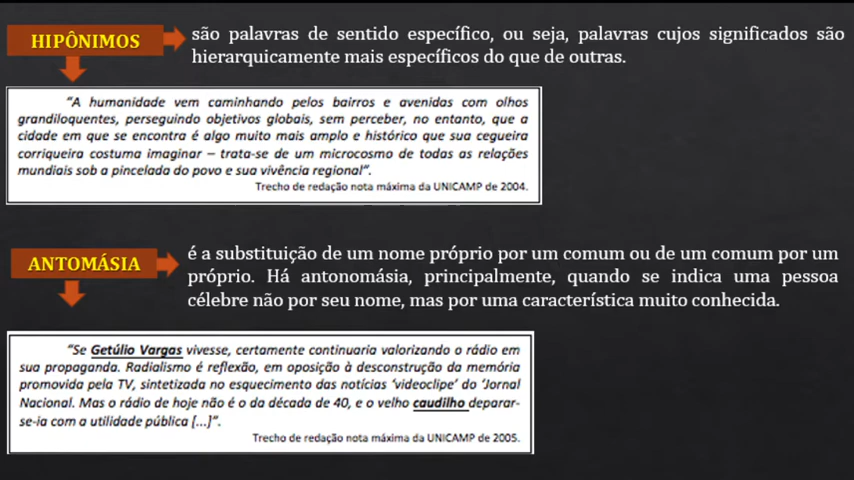 HIPÔNIMOS
são palavras de sentido específico, ou seja, palavras cujos significados são
hierarquicamente mais específicos do que de outras.
“A humanidade vem caminhando pelos bairros e avenidas com olhos
grandiloquentes, perseguindo objetivos globais, sem perceber, no entanto, que a
cidade em que se encontra é algo muito mais amplo e histórico que sua cegueira
corriqueira costuma imaginar – trata-se de um microcosmo de todas as relações
mundiais sob a pincelada do povo e sua vivência regional”.
Trecho de redação nota máxima da UNICAMP de 2004.
ANTOMÁSIA
é a substituição de um nome próprio por um comum ou de um comum por um
próprio. Há antonomásia, principalmente, quando se indica uma pessoa
célebre não por seu nome, mas por uma característica muito conhecida.
“Se Getúlio Vargas vivesse, certamente continuaria valorizando o rádio em
sua propaganda. Radialismo é reflexão, em oposição à desconstrução da memória
promovida pela TV, sintetizada no esquecimento das notícias ‘videoclipe’ do ‘Jornal
Nacional. Mas o rádio de hoje não é o da década de 40, e o velho caudilho deparar-
se-ia com a utilidade pública [...]”.
Trecho de redação nota máxima da UNICAMP de 2005.